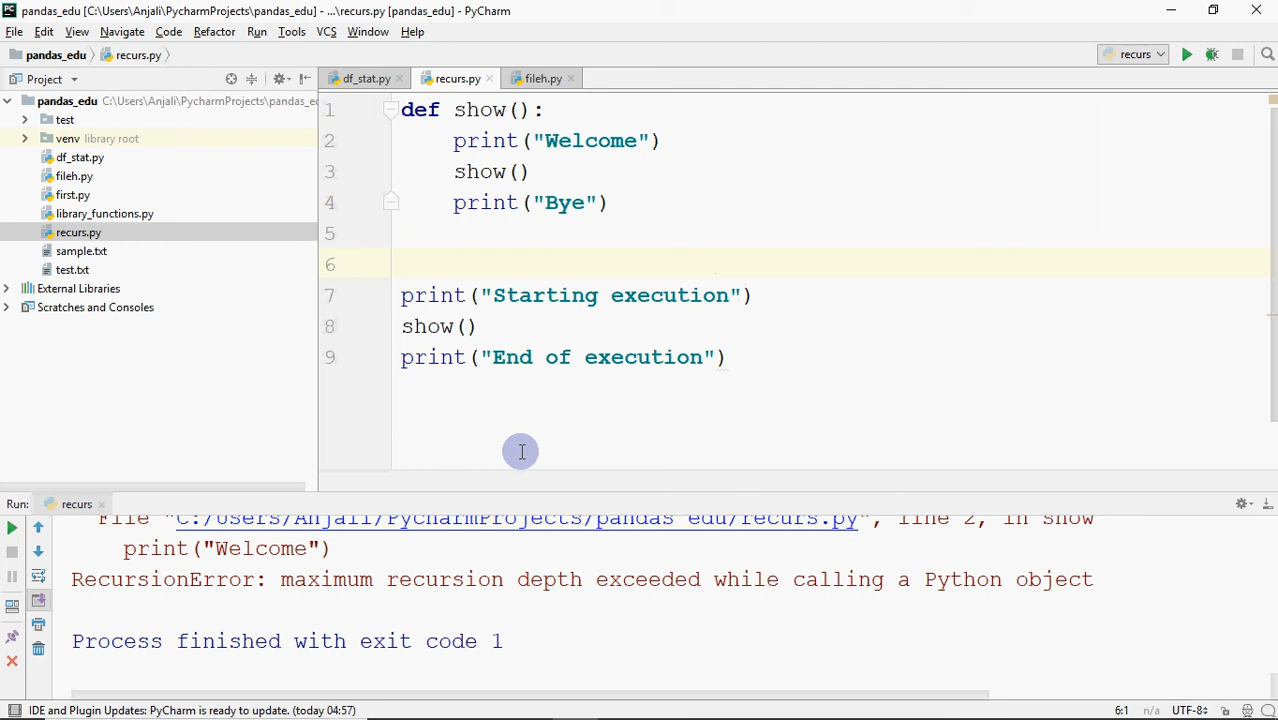 pandas_edu [C:\Users\Anjali\PycharmProjects\pandas_edu] - ...\recurs.py [pandas_edu] - PyCharm
File Edit View Navigate Code Refactor Run Tools VCS Window Help
pandas_edu recurs.py recurs
Project df_stat.py recurs.py fileh.py
pandas_edu C:\Users\Anjali\PycharmProjects\pandas_e
test
venv library root
df_stat.py
fileh.py
first.py
library_functions.py
recurs.py
sample.txt
test.txt
External Libraries
Scratches and Consoles
1 def show():
2 print("Welcome")
3 show()
4 print("Bye")
5
6
7 print("Starting execution")
8 show()
9 print("End of execution")
Run: recurs
File "C:/Users/Anjali/PycharmProjects/pandas_edu/recurs.py", line 2, in show
print("Welcome")
RecursionError: maximum recursion depth exceeded while calling a Python object
Process finished with exit code 1
IDE and Plugin Updates: PyCharm is ready to update. (today 04:57) 6:1 n/a UTF-8